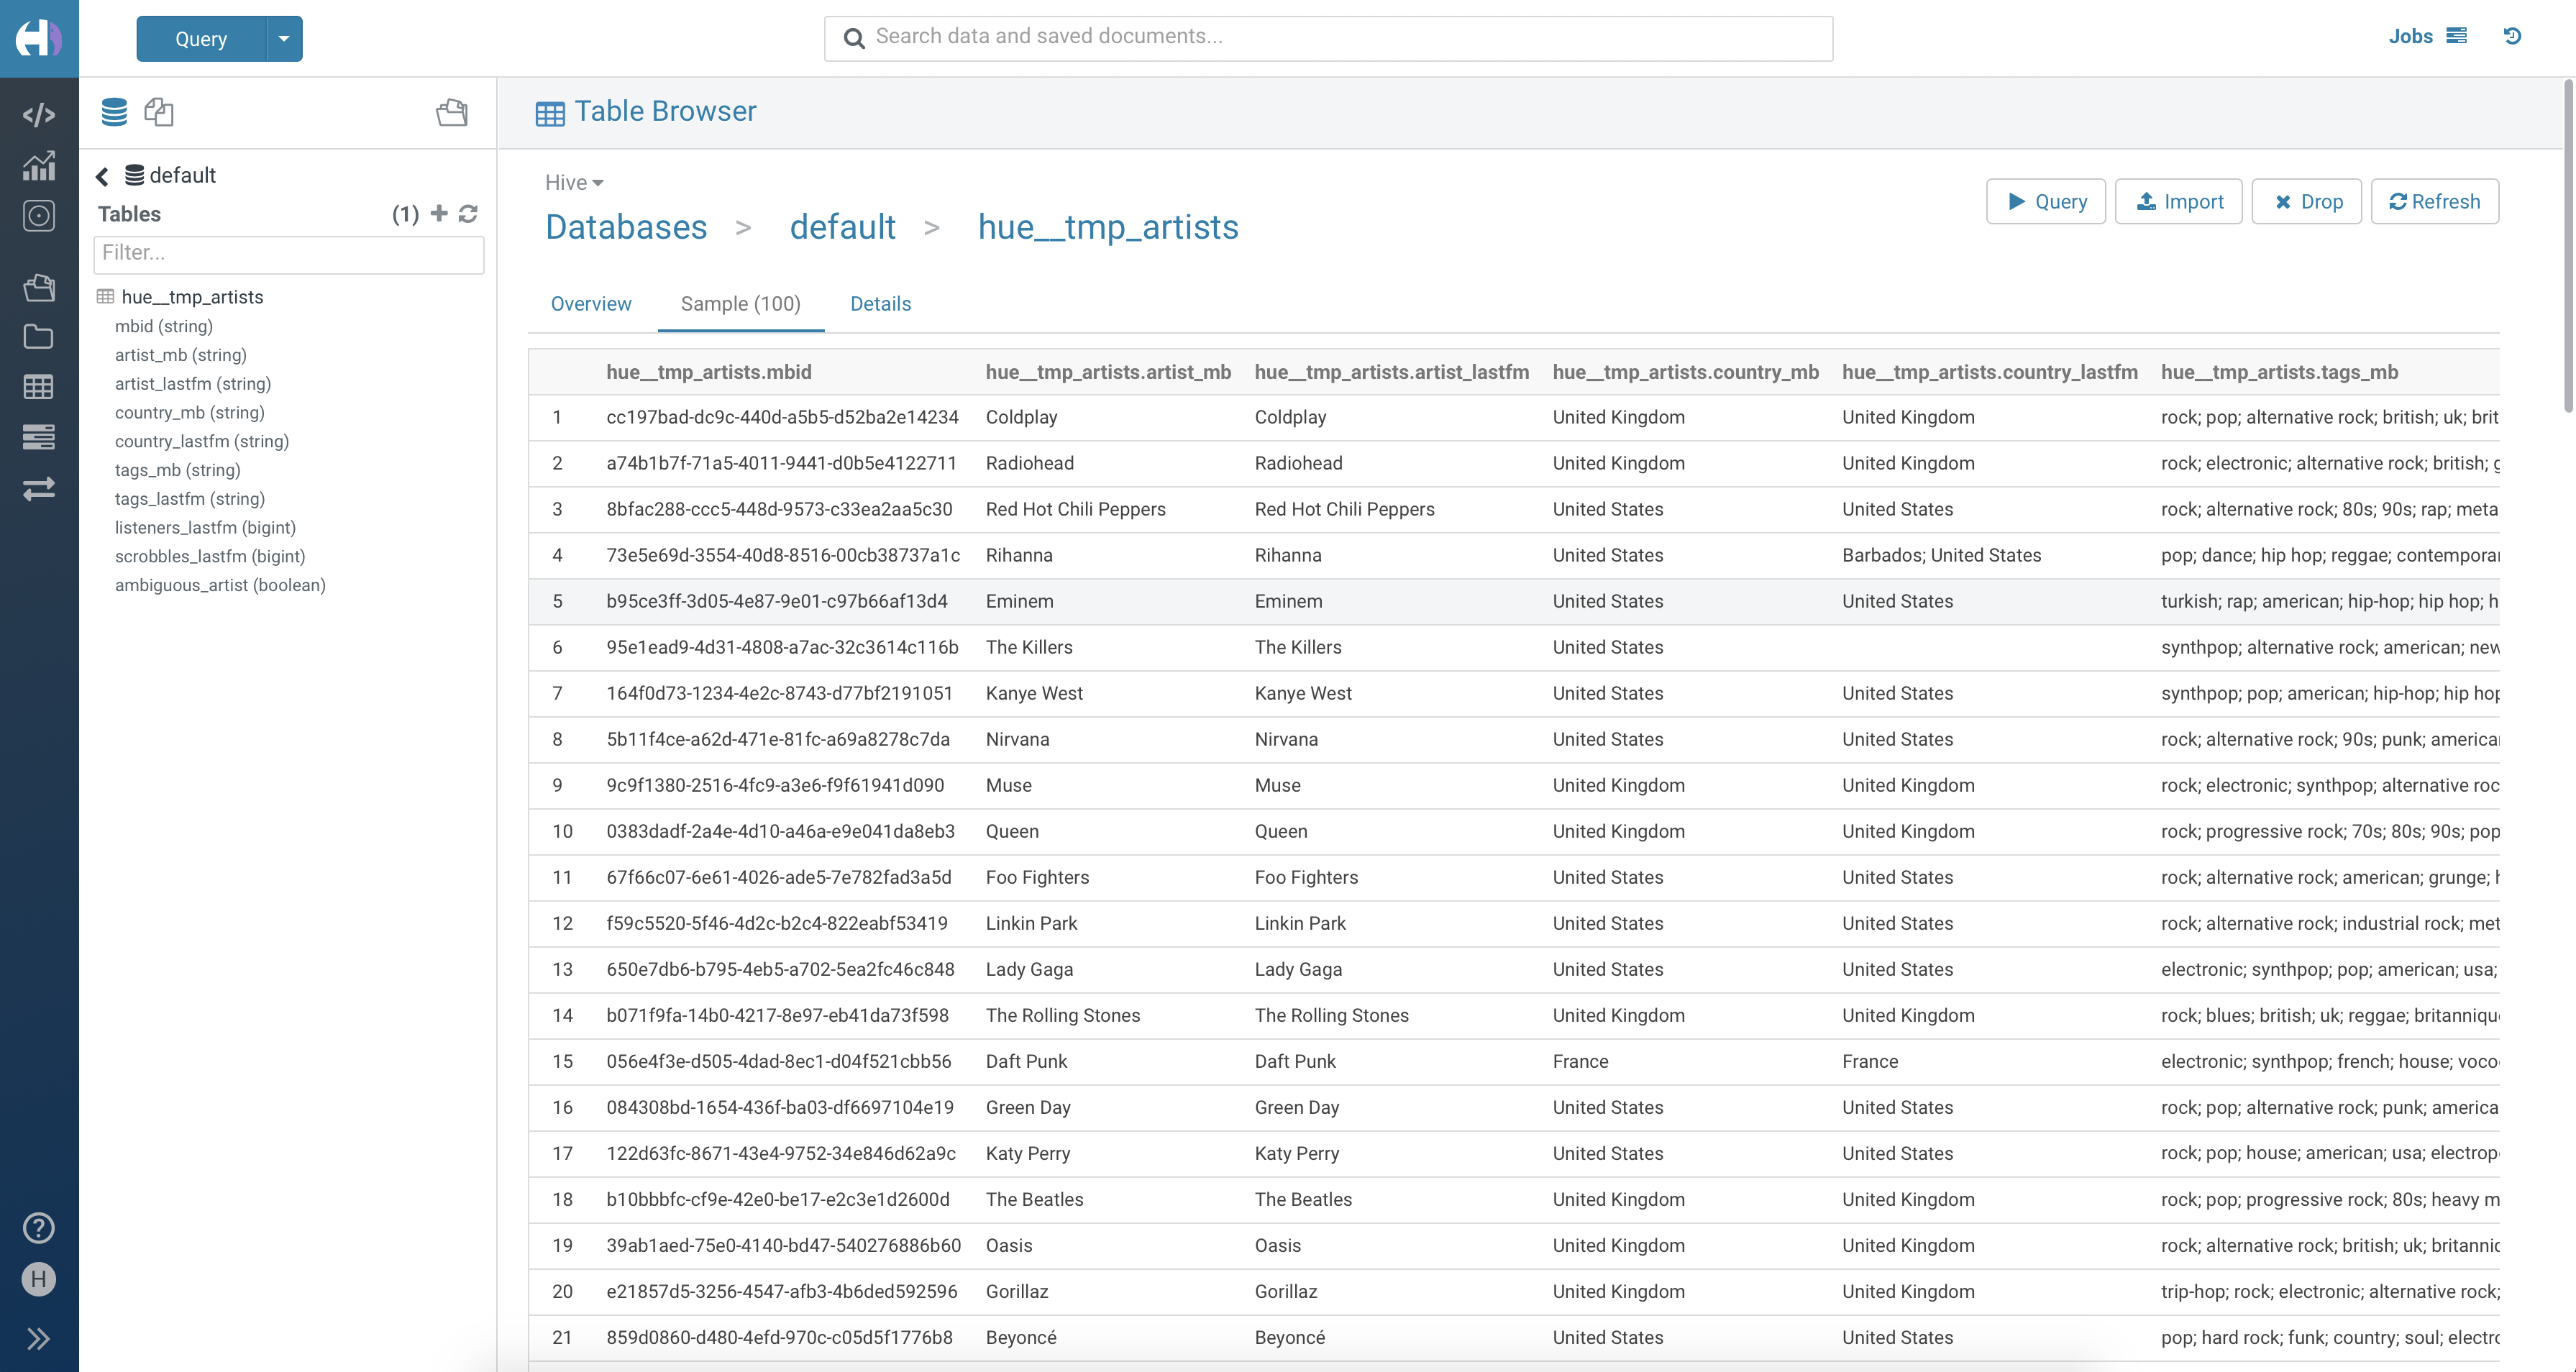 Query
Search data and saved documents...
Jobs
Table Browser
default
Tables (1)
Filter...
hue__tmp_artists
mbid (string)
artist_mb (string)
artist_lastfm (string)
country_mb (string)
country_lastfm (string)
tags_mb (string)
tags_lastfm (string)
listeners_lastfm (bigint)
scrobbles_lastfm (bigint)
ambiguous_artist (boolean)
H
Hive
Databases > default > hue__tmp_artists
Query Import Drop Refresh
Overview Sample (100) Details
hue__tmp_artists.mbid hue__tmp_artists.artist_mb hue__tmp_artists.artist_lastfm hue__tmp_artists.country_mb hue__tmp_artists.country_lastfm hue__tmp_artists.tags_mb
1 cc197bad-dc9c-440d-a5b5-d52ba2e14234 Coldplay Coldplay United Kingdom United Kingdom rock; pop; alternative rock; british; uk; brit
2 a74b1b7f-71a5-4011-9441-d0b5e4122711 Radiohead Radiohead United Kingdom United Kingdom rock; electronic; alternative rock; british; g
3 8bfac288-ccc5-448d-9573-c33ea2aa5c30 Red Hot Chili Peppers Red Hot Chili Peppers United States United States rock; alternative rock; 80s; 90s; rap; meta
4 73e5e69d-3554-40d8-8516-00cb38737a1c Rihanna Rihanna United States Barbados; United States pop; dance; hip hop; reggae; contemporar
5 b95ce3ff-3d05-4e87-9e01-c97b66af13d4 Eminem Eminem United States United States turkish; rap; american; hip-hop; hip hop; h
6 95e1ead9-4d31-4808-a7ac-32c3614c116b The Killers The Killers United States synthpop; alternative rock; american; new
7 164f0d73-1234-4e2c-8743-d77bf2191051 Kanye West Kanye West United States United States synthpop; pop; american; hip-hop; hip hop
8 5b11f4ce-a62d-471e-81fc-a69a8278c7da Nirvana Nirvana United States United States rock; alternative rock; 90s; punk; american
9 9c9f1380-2516-4fc9-a3e6-f9f61941d090 Muse Muse United Kingdom United Kingdom rock; electronic; synthpop; alternative roc
10 0383dadf-2a4e-4d10-a46a-e9e041da8eb3 Queen Queen United Kingdom United Kingdom rock; progressive rock; 70s; 80s; 90s; pop
11 67f66c07-6e61-4026-ade5-7e782fad3a5d Foo Fighters Foo Fighters United States United States rock; alternative rock; american; grunge; h
12 f59c5520-5f46-4d2c-b2c4-822eabf53419 Linkin Park Linkin Park United States United States rock; alternative rock; industrial rock; met
13 650e7db6-b795-4eb5-a702-5ea2fc46c848 Lady Gaga Lady Gaga United States United States electronic; synthpop; pop; american; usa;
14 b071f9fa-14b0-4217-8e97-eb41da73f598 The Rolling Stones The Rolling Stones United Kingdom United Kingdom rock; blues; british; uk; reggae; britannique
15 056e4f3e-d505-4dad-8ec1-d04f521cbb56 Daft Punk Daft Punk France France electronic; synthpop; french; house; voco
16 084308bd-1654-436f-ba03-df6697104e19 Green Day Green Day United States United States rock; pop; alternative rock; punk; america
17 122d63fc-8671-43e4-9752-34e846d62a9c Katy Perry Katy Perry United States United States rock; pop; house; american; usa; electrop
18 b10bbbfc-cf9e-42e0-be17-e2c3e1d2600d The Beatles The Beatles United Kingdom United Kingdom rock; pop; progressive rock; 80s; heavy m
19 39ab1aed-75e0-4140-bd47-540276886b60 Oasis Oasis United Kingdom United Kingdom rock; alternative rock; british; uk; britannic
20 e21857d5-3256-4547-afb3-4b6ded592596 Gorillaz Gorillaz United Kingdom United Kingdom trip-hop; rock; electronic; alternative rock;
21 859d0860-d480-4efd-970c-c05d5f1776b8 Beyoncé Beyoncé United States United States pop; hard rock; funk; country; soul; electrc